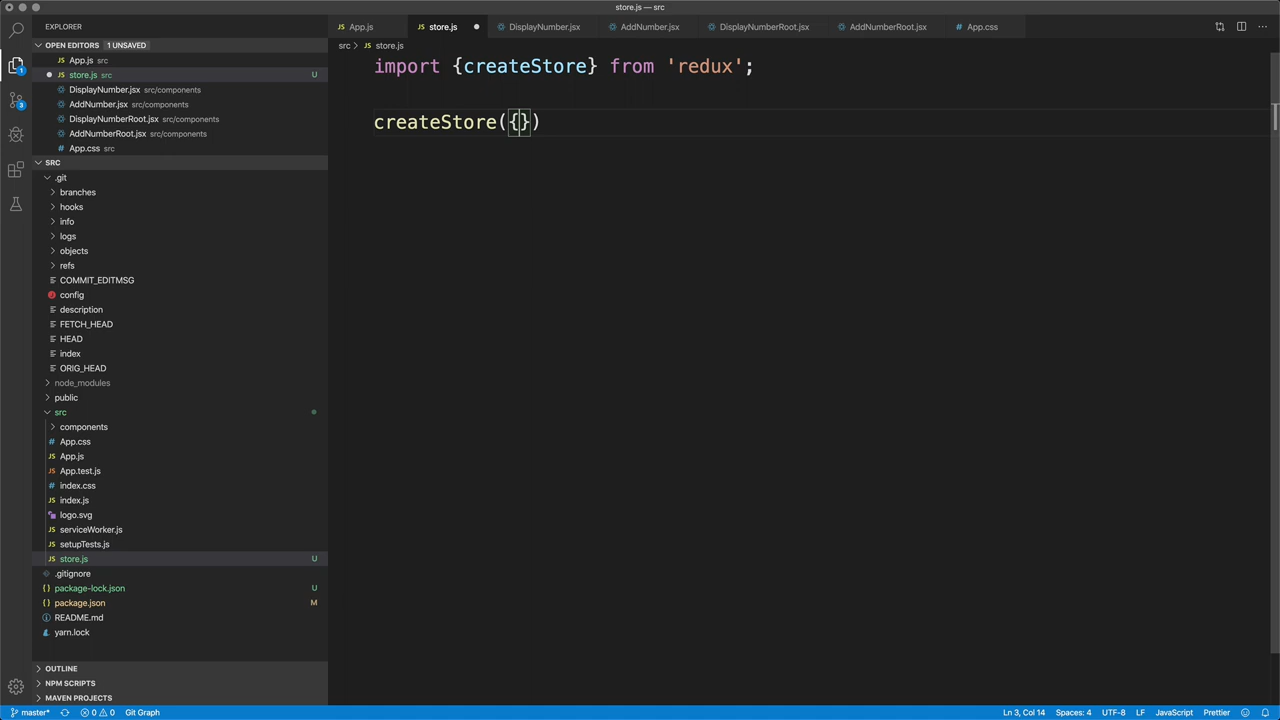 store.js — src
EXPLORER
OPEN EDITORS 1 UNSAVED
App.js src
store.js src U
DisplayNumber.jsx src/components
AddNumber.jsx src/components
DisplayNumberRoot.jsx src/components
AddNumberRoot.jsx src/components
App.css src
SRC
.git
branches
hooks
info
logs
objects
refs
COMMIT_EDITMSG
config
description
FETCH_HEAD
HEAD
index
ORIG_HEAD
node_modules
public
src
components
App.css
App.js
App.test.js
index.css
index.js
logo.svg
serviceWorker.js
setupTests.js
store.js U
.gitignore
package-lock.json U
package.json M
README.md
yarn.lock
OUTLINE
NPM SCRIPTS
MAVEN PROJECTS
1
3
App.js store.js DisplayNumber.jsx AddNumber.jsx DisplayNumberRoot.jsx AddNumberRoot.jsx App.css
src > store.js
import {createStore} from 'redux';
createStore({})
master* 0 0 Git Graph Ln 3, Col 14 Spaces: 4 UTF-8 LF JavaScript Prettier